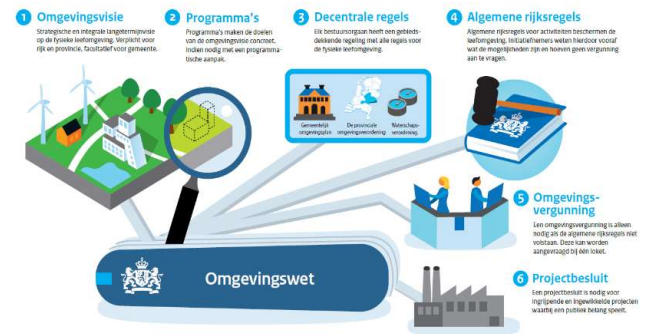 1 Omgevingsvisie
Strategische en integrale langetermijnvisie
op de fysieke leefomgeving. Verplicht voor
rijk en provincie, facultatief voor gemeente.
2 Programma's
Programma's maken de doelen
van de omgevingsvisie concreet.
Indien nodig met een programma-
tische aanpak.
3 Decentrale regels
Elk bestuursorgaan heeft een gebieds-
dekkende regeling met alle regels voor
de fysieke leefomgeving.
Gemeentelijk
omgevingsplan
De provinciale
omgevingsverordening
Waterschaps-
verordening
4 Algemene rijksregels
Algemene rijksregels voor activiteiten beschermen de
leefomgeving. Initiatiefnemers weten hierdoor vooraf
wat de mogelijkheden zijn en hoeven geen vergunning
aan te vragen.
5 Omgevings-
vergunning
Een omgevingsvergunning is alleen
nodig als de algemene rijksregels niet
volstaan. Deze kan worden
aangevraagd bij één loket.
6 Projectbesluit
Een projectbesluit is nodig voor
ingrijpende en ingewikkelde projecten
waarbij een publiek belang speelt.
Omgevingswet